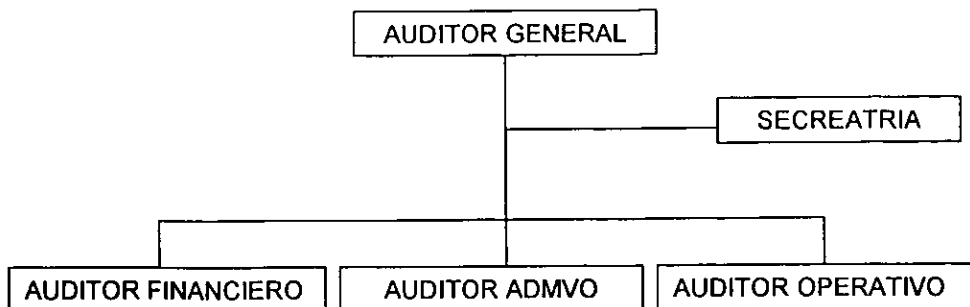 AUDITOR GENERAL
SECREATRIA
AUDITOR FINANCIERO
AUDITOR ADMVO
AUDITOR OPERATIVO